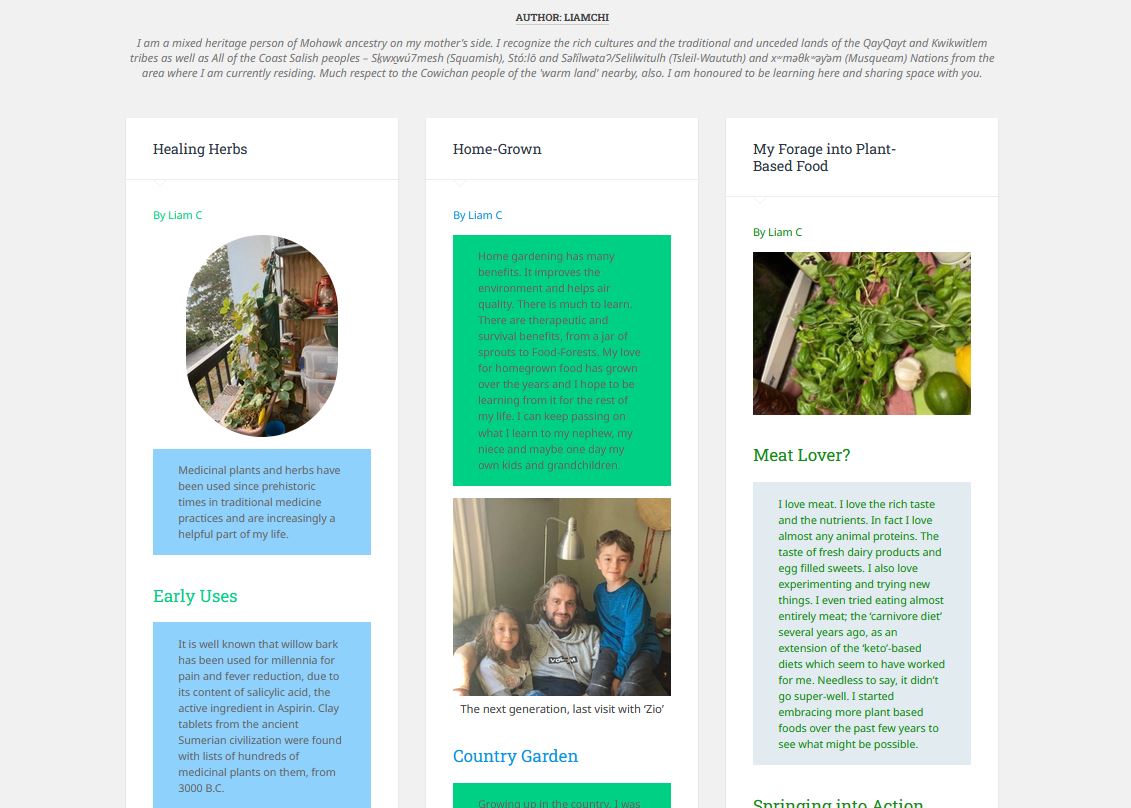 AUTHOR: LIAMCHI
I am a mixed heritage person of Mohawk ancestry on my mother's side. I recognize the rich cultures and the traditional and unceded lands of the QayQayt and Kwikwitlem
tribes as well as All of the Coast Salish peoples – Sḵwx̱wú7mesh (Squamish), Stó:lō and Səl̓ílwətaʔ/Selilwitulh (Tsleil-Waututh) and xʷməθkʷəy̓əm (Musqueam) Nations from the
area where I am currently residing. Much respect to the Cowichan people of the 'warm land' nearby, also. I am honoured to be learning here and sharing space with you.
Healing Herbs
By Liam C
Medicinal plants and herbs have
been used since prehistoric
times in traditional medicine
practices and are increasingly a
helpful part of my life.
Early Uses
It is well known that willow bark
has been used for millennia for
pain and fever reduction, due to
its content of salicylic acid, the
active ingredient in Aspirin. Clay
tablets from the ancient
Sumerian civilization were found
with lists of hundreds of
medicinal plants on them, from
3000 B.C.
Home-Grown
By Liam C
Home gardening has many
benefits. It improves the
environment and helps air
quality. There is much to learn.
There are therapeutic and
survival benefits, from a jar of
sprouts to Food-Forests. My love
for homegrown food has grown
over the years and I hope to be
learning from it for the rest of
my life. I can keep passing on
what I learn to my nephew, my
niece and maybe one day my
own kids and grandchildren.
The next generation, last visit with ‘Zio’
Country Garden
Growing up in the country, I was
My Forage into Plant-
Based Food
By Liam C
Meat Lover?
I love meat. I love the rich taste
and the nutrients. In fact I love
almost any animal proteins. The
taste of fresh dairy products and
egg filled sweets. I also love
experimenting and trying new
things. I even tried eating almost
entirely meat; the ‘carnivore diet’
several years ago, as an
extension of the ‘keto’-based
diets which seem to have worked
for me. Needless to say, it didn’t
go super-well. I started
embracing more plant based
foods over the past few years to
see what might be possible.
Springing into Action